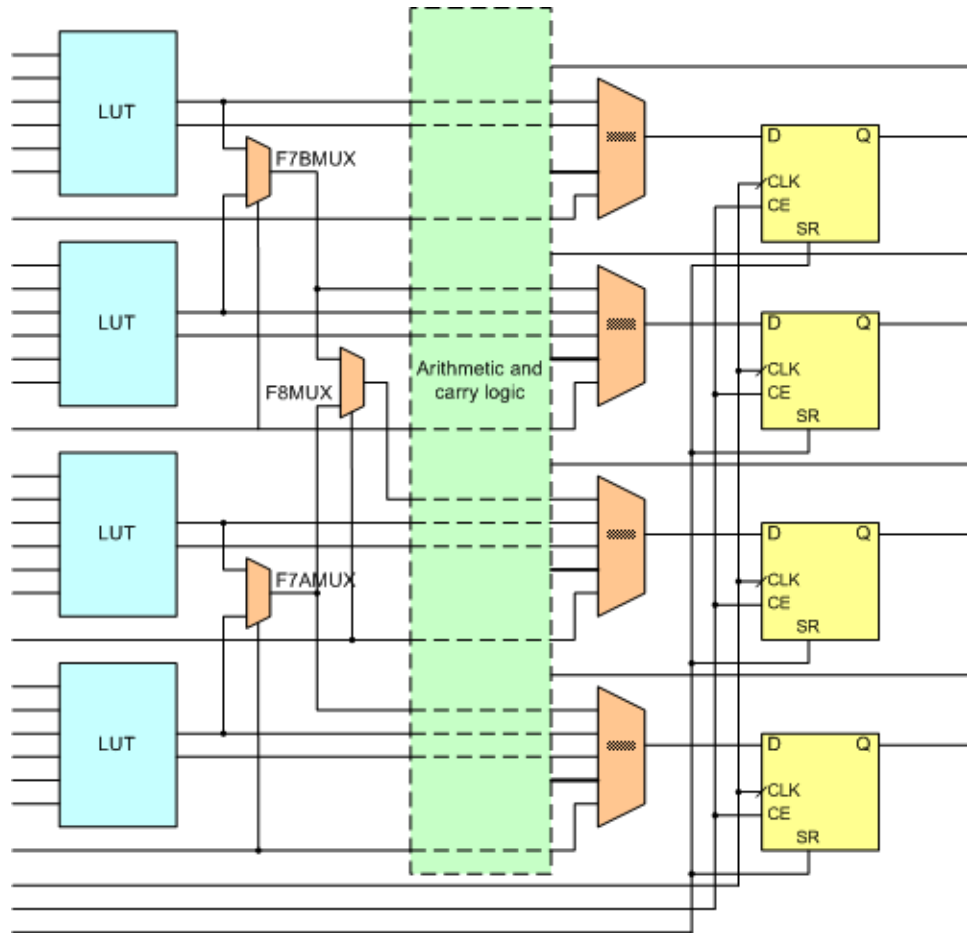 LUT
F7BMUX
D
Q
CLK
CE
SR
LUT
F8MUX
Arithmetic and
carry logic
D
Q
CLK
CE
SR
LUT
F7AMUX
D
Q
CLK
CE
SR
LUT
D
Q
CLK
CE
SR